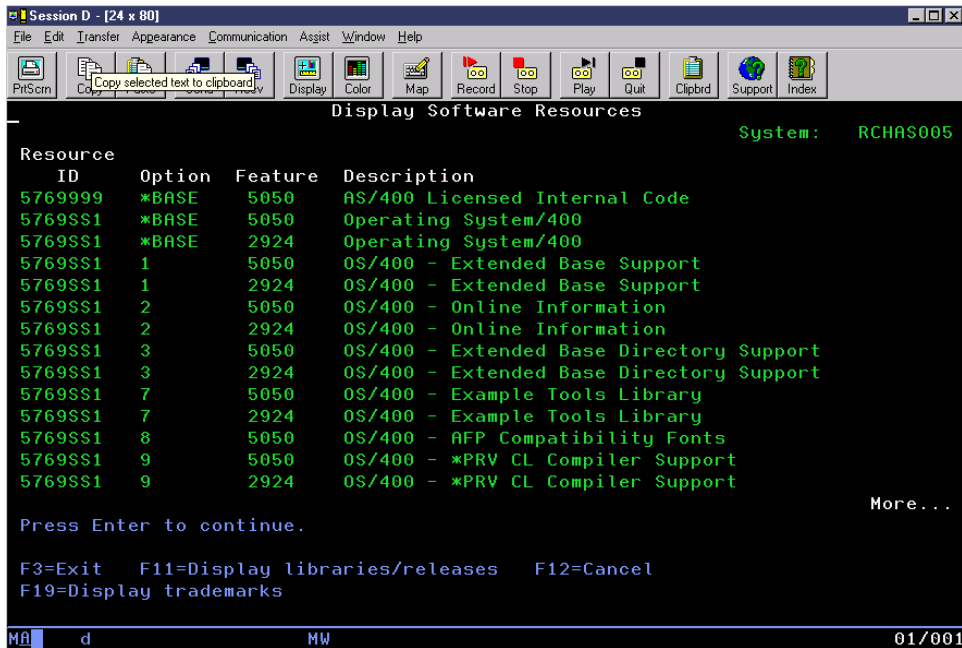 Session D - [24 x 80]
File Edit Transfer Appearance Communication Assist Window Help
PrtScrn Copy Display Color Map Record Stop Play Quit Clipbrd Support Index
Copy selected text to clipboard
Display Software Resources
System: RCHAS005
Resource
ID Option Feature Description
5769999 *BASE 5050 AS/400 Licensed Internal Code
5769SS1 *BASE 5050 Operating System/400
5769SS1 *BASE 2924 Operating System/400
5769SS1 1 5050 OS/400 - Extended Base Support
5769SS1 1 2924 OS/400 - Extended Base Support
5769SS1 2 5050 OS/400 - Online Information
5769SS1 2 2924 OS/400 - Online Information
5769SS1 3 5050 OS/400 - Extended Base Directory Support
5769SS1 3 2924 OS/400 - Extended Base Directory Support
5769SS1 7 5050 OS/400 - Example Tools Library
5769SS1 7 2924 OS/400 - Example Tools Library
5769SS1 8 5050 OS/400 - AFP Compatibility Fonts
5769SS1 9 5050 OS/400 - *PRV CL Compiler Support
5769SS1 9 2924 OS/400 - *PRV CL Compiler Support
More...
Press Enter to continue.
F3=Exit F11=Display libraries/releases F12=Cancel
F19=Display trademarks
MA d MW 01/001